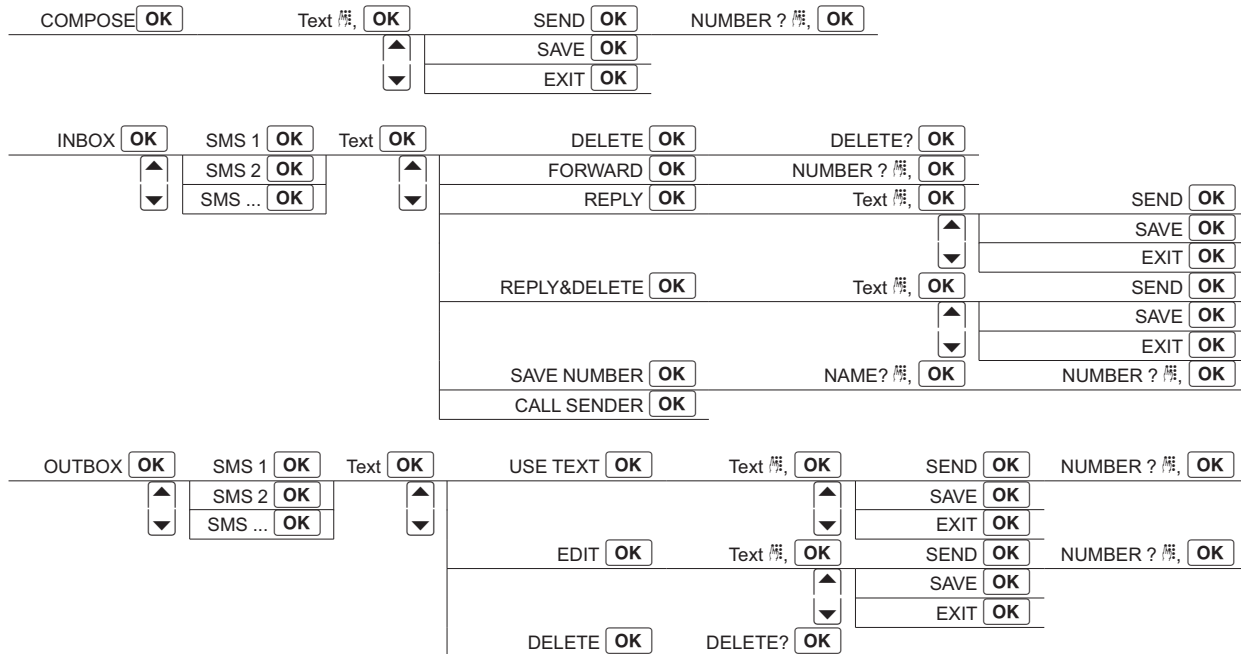 COMPOSE OK Text , OK SEND OK NUMBER ? , OK
SAVE OK
EXIT OK
INBOX OK SMS 1 OK Text OK DELETE OK DELETE? OK
SMS 2 OK FORWARD OK NUMBER ? , OK
SMS ... OK REPLY OK Text , OK SEND OK
SAVE OK
EXIT OK
REPLY&DELETE OK Text , OK SEND OK
SAVE OK
EXIT OK
SAVE NUMBER OK NAME? , OK NUMBER ? , OK
CALL SENDER OK
OUTBOX OK SMS 1 OK Text OK USE TEXT OK Text , OK SEND OK NUMBER ? , OK
SMS 2 OK SAVE OK
SMS ... OK EXIT OK
EDIT OK Text , OK SEND OK NUMBER ? , OK
SAVE OK
EXIT OK
DELETE OK DELETE? OK